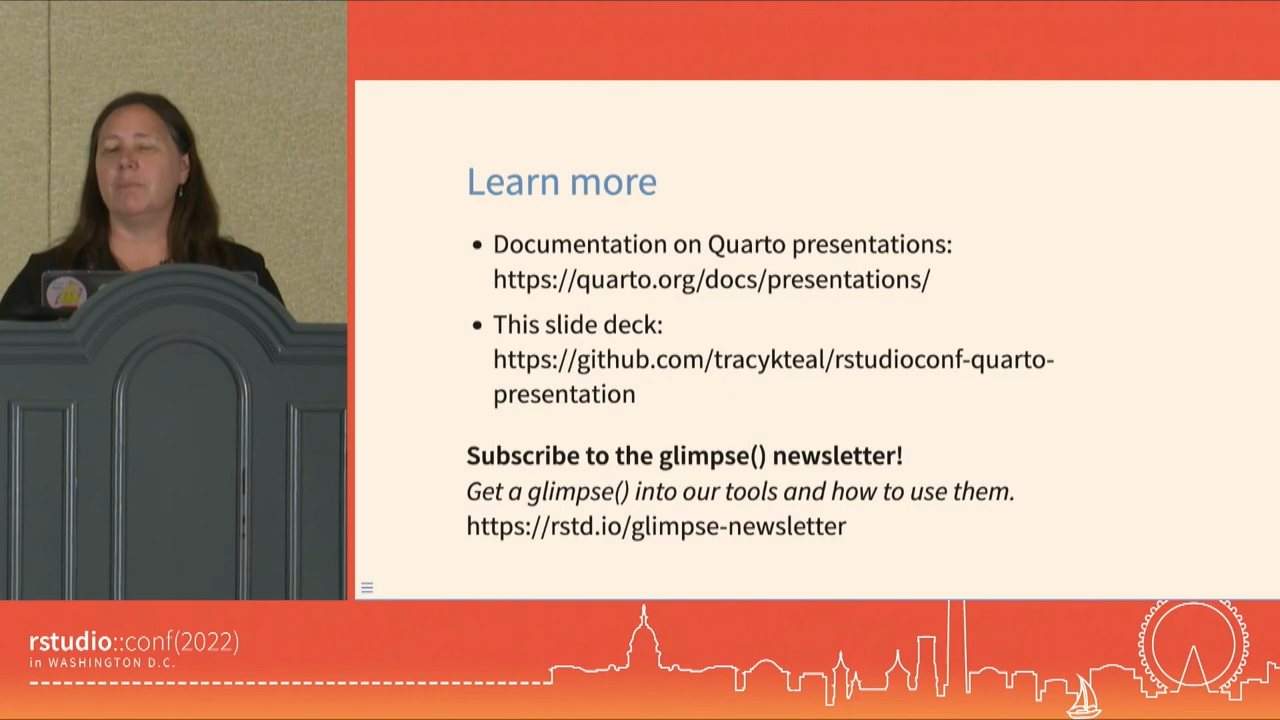 Learn more
• Documentation on Quarto presentations:
https://quarto.org/docs/presentations/
• This slide deck:
https://github.com/tracykteal/rstudioconf-quarto-
presentation
Subscribe to the glimpse() newsletter!
Get a glimpse() into our tools and how to use them.
https://rstd.io/glimpse-newsletter
rstudio::conf(2022)
in WASHINGTON D.C.